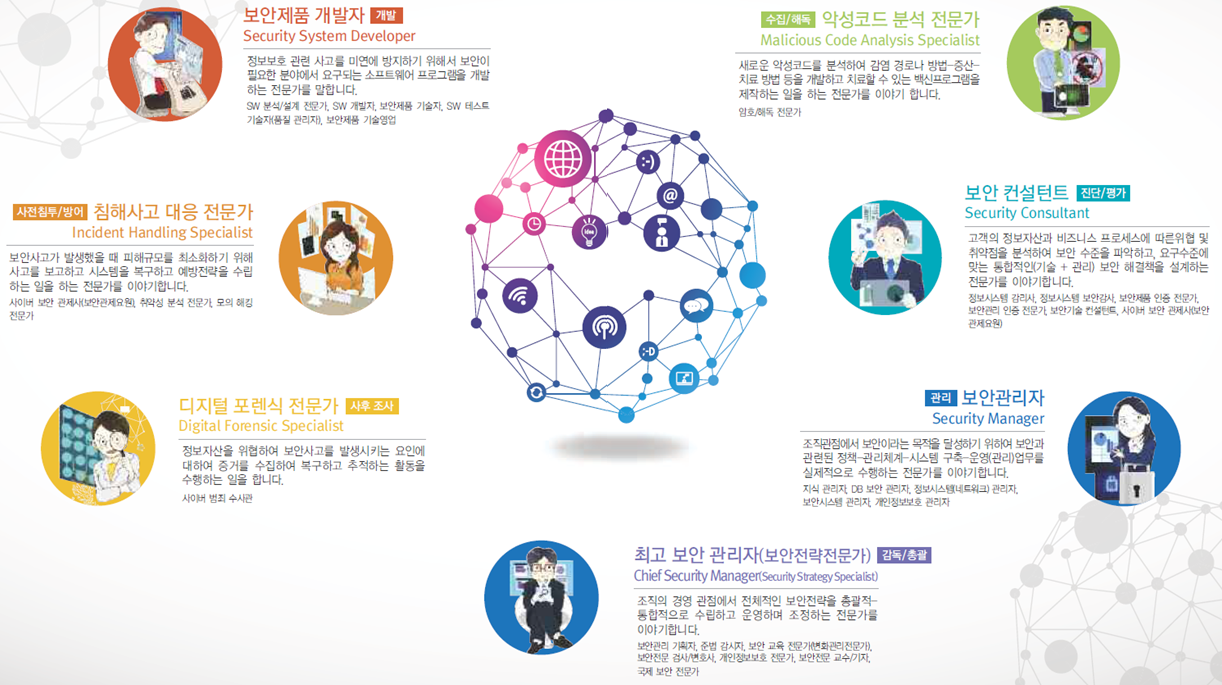 보안제품 개발자 개발
Security System Developer
정보보호 관련 사고를 미연에 방지하기 위해서 보안이
필요한 분야에서 요구되는 소프트웨어 프로그램을 개발
하는 전문가를 말합니다.
SW 분석/설계 전문가, SW 개발자, 보안제품 기술자, SW 테스트
기술자(품질 관리자), 보안제품 기술영업
수집/해독 악성코드 분석 전문가
Malicious Code Analysis Specialist
새로운 악성코드를 분석하여 감염 경로나 방법-증산-
치료 방법 등을 개발하고 치료할 수 있는 백신프로그램을
제작하는 일을 하는 전문가를 이야기 합니다.
암호/해독 전문가
사전침투/방어 침해사고 대응 전문가
Incident Handling Specialist
보안사고가 발생했을 때 피해규모를 최소화하기 위해
사고를 보고하고 시스템을 복구하고 예방전략을 수립
하는 일을 하는 전문가를 이야기합니다.
사이버 보안 관제사(보안관제요원), 취약성 분석 전문가, 모의 해킹
전문가
보안 컨설턴트 진단/평가
Security Consultant
고객의 정보자산과 비즈니스 프로세스에 따른위협 및
취약점을 분석하여 보안 수준을 파악하고, 요구수준에
맞는 통합적인(기술 + 관리) 보안 해결책을 설계하는
전문가를 이야기합니다.
정보시스템 감리사, 정보시스템 보안감사, 보안제품 인증 전문가,
보안관리 인증 전문가, 보안기술 컨설턴트, 사이버 보안 관제사(보안
관제요원)
:-)
@
idea
:-D
디지털 포렌식 전문가 사후 조사
Digital Forensic Specialist
정보자산을 위협하여 보안사고를 발생시키는 요인에
대하여 증거를 수집하여 복구하고 추적하는 활동을
수행하는 일을 합니다.
사이버 범죄 수사관
관리 보안관리자
Security Manager
조직관점에서 보안이라는 목적을 달성하기 위하여 보안과
관련된 정책-관리체계-시스템 구축-운영(관리)업무를
실제적으로 수행하는 전문가를 이야기합니다.
지식 관리자, DB 보안 관리자, 정보시스템(네트워크) 관리자,
보안시스템 관리자, 개인정보보호 관리자
최고 보안 관리자(보안전략전문가) 감독/총괄
Chief Security Manager(Security Strategy Specialist)
조직의 경영 관점에서 전체적인 보안전략을 총괄적-
통합적으로 수립하고 운영하며 조정하는 전문가를
이야기합니다.
보안관리 기획자, 준법 감시자, 보안 교육 전문가(변화관리전문가),
보안전문 검사/변호사, 개인정보보호 전문가, 보안전문 교수/기자,
국제 보안 전문가